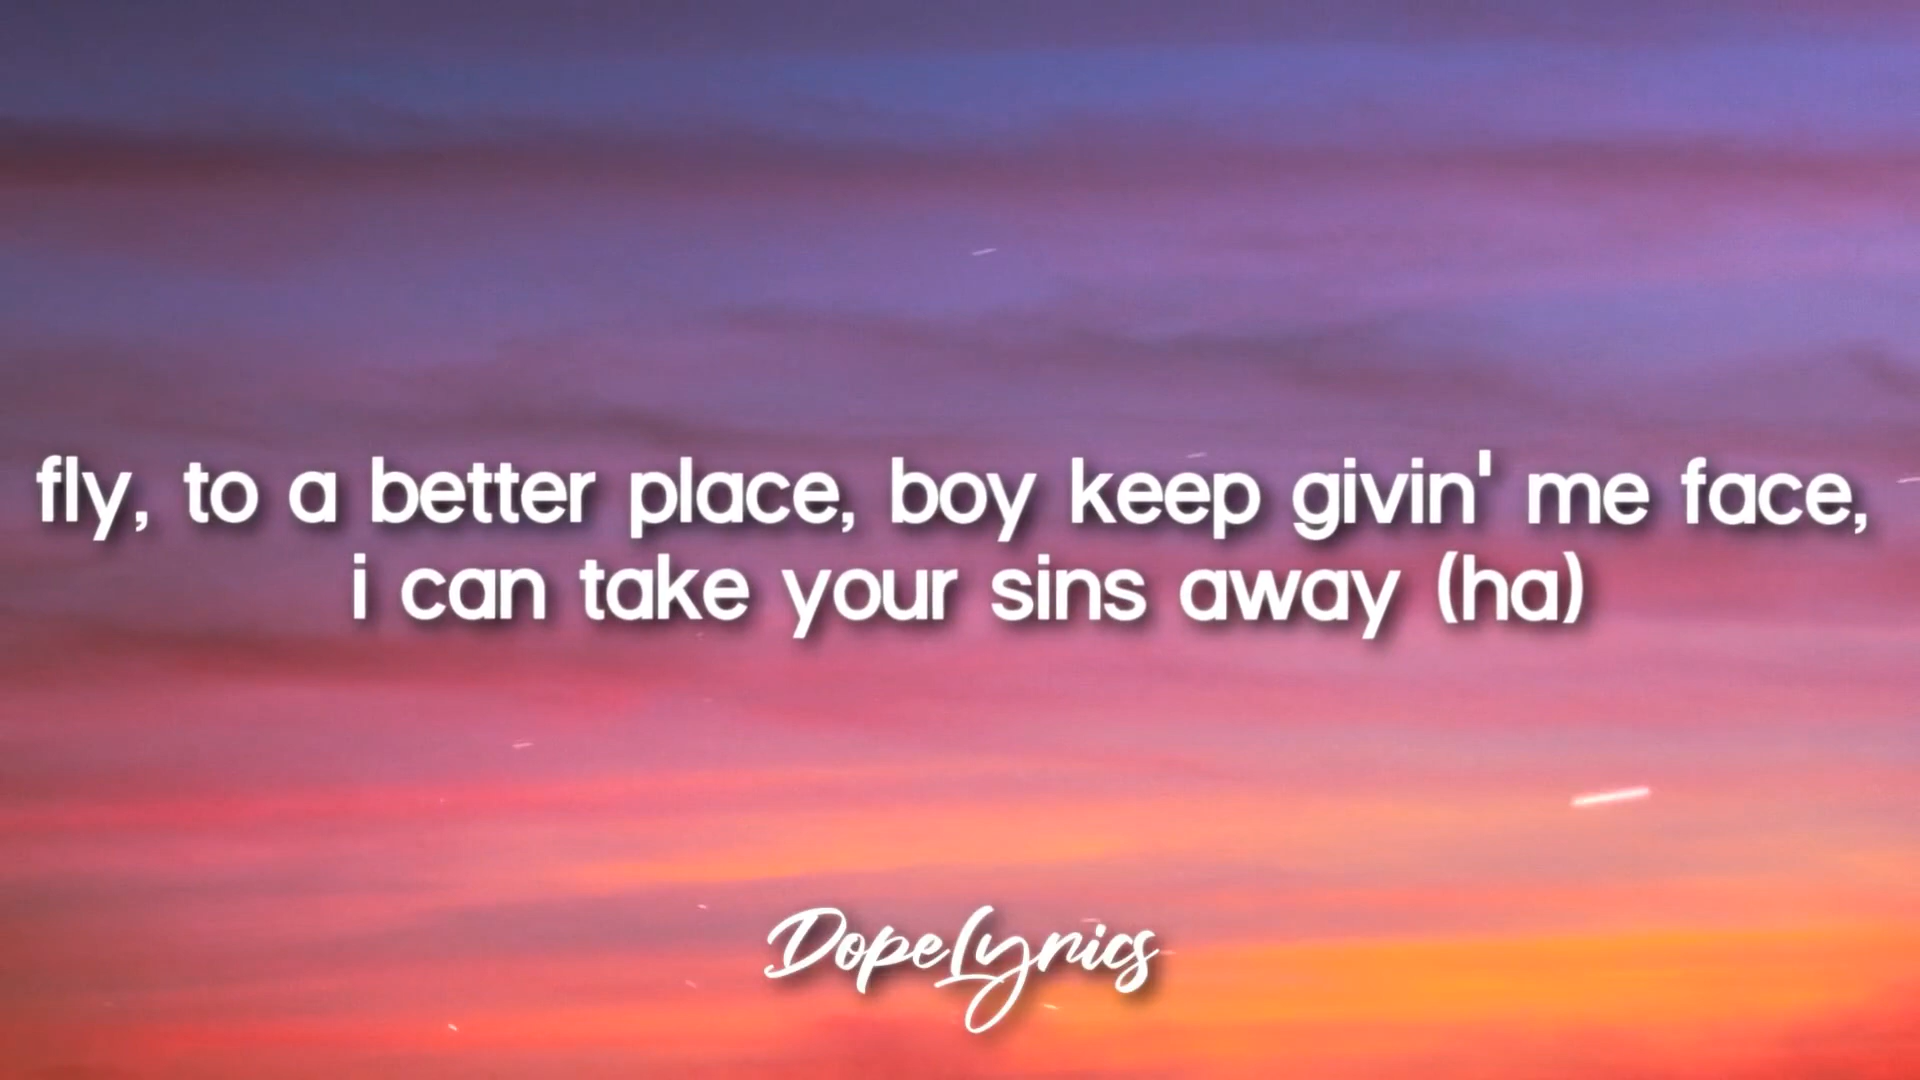 fly, to a better place, boy keep givin' me face,
i can take your sins away (ha)
DopeLyrics